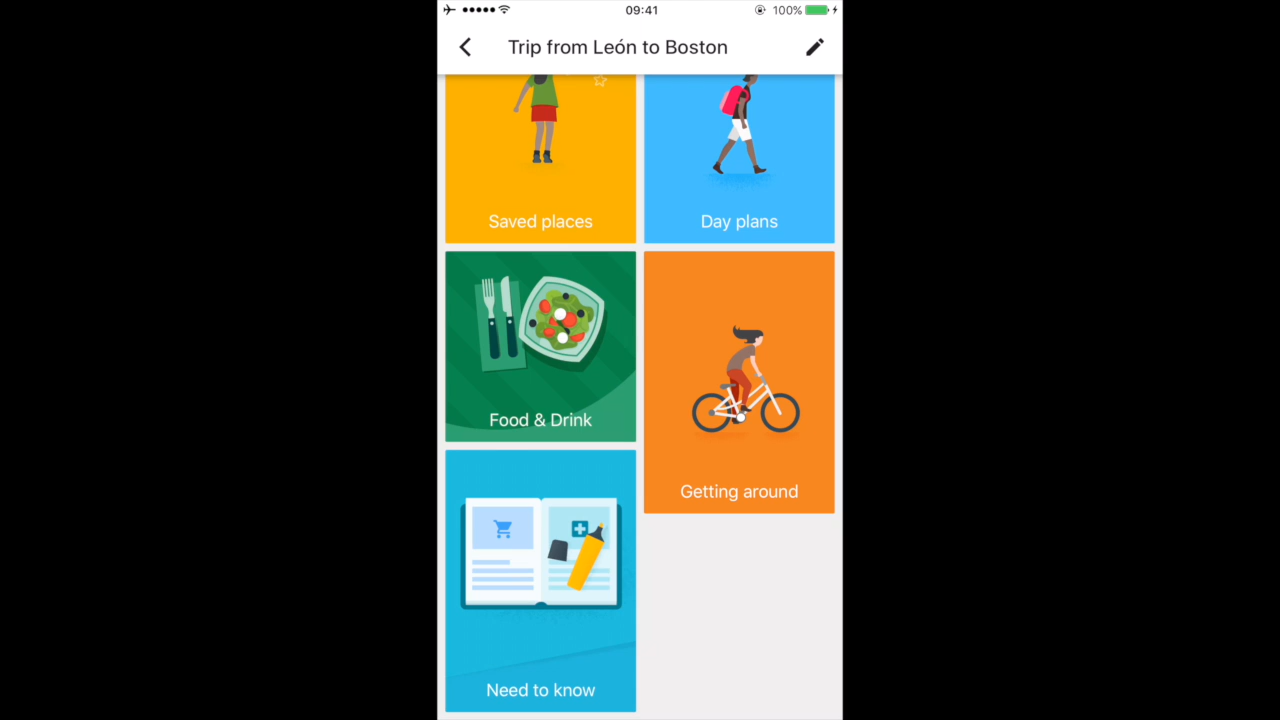 09:41
100%
Trip from León to Boston
Saved places
Day plans
Food & Drink
Getting around
Need to know